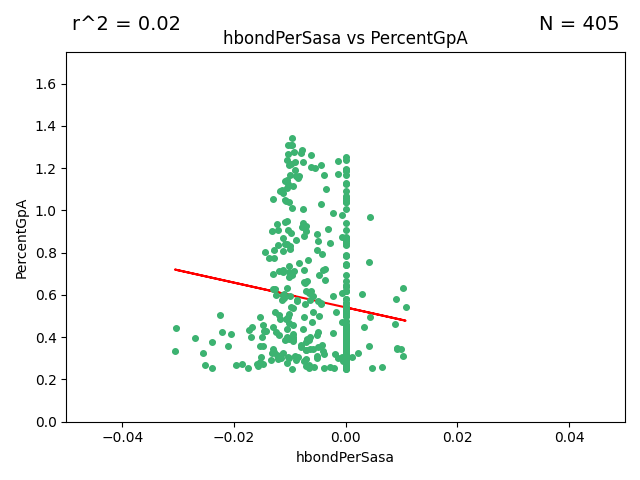 r^2 = 0.02
N = 405
hbondPerSasa vs PercentGpA
1.6
1.4
1.2
1.0
0.8
0.6
0.4
0.2
0.0
PercentGpA
−0.04 −0.02 0.00 0.02 0.04
hbondPerSasa